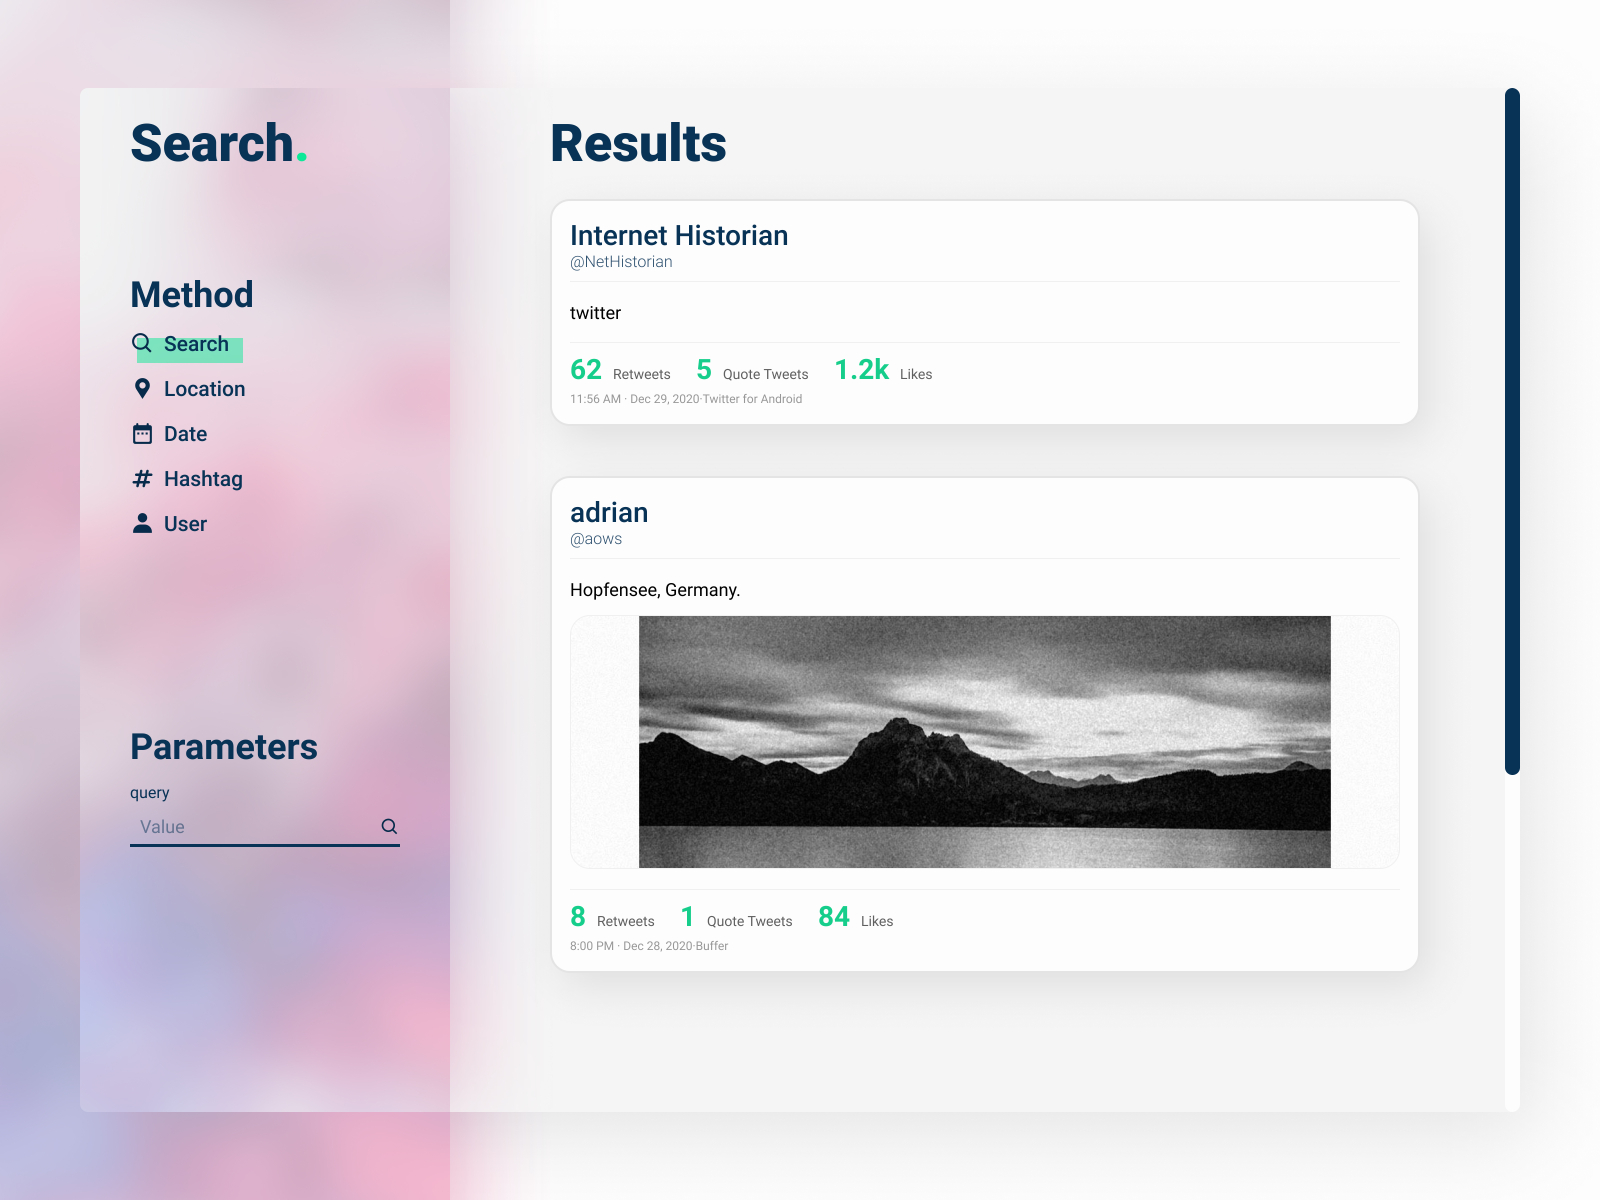 Search.
Method
Search
Location
Date
Hashtag
User
Parameters
query
Value
Results
Internet Historian
@NetHistorian
twitter
62 Retweets 5 Quote Tweets 1.2k Likes
11:56 AM · Dec 29, 2020·Twitter for Android
adrian
@aows
Hopfensee, Germany.
8 Retweets 1 Quote Tweets 84 Likes
8:00 PM · Dec 28, 2020·Buffer